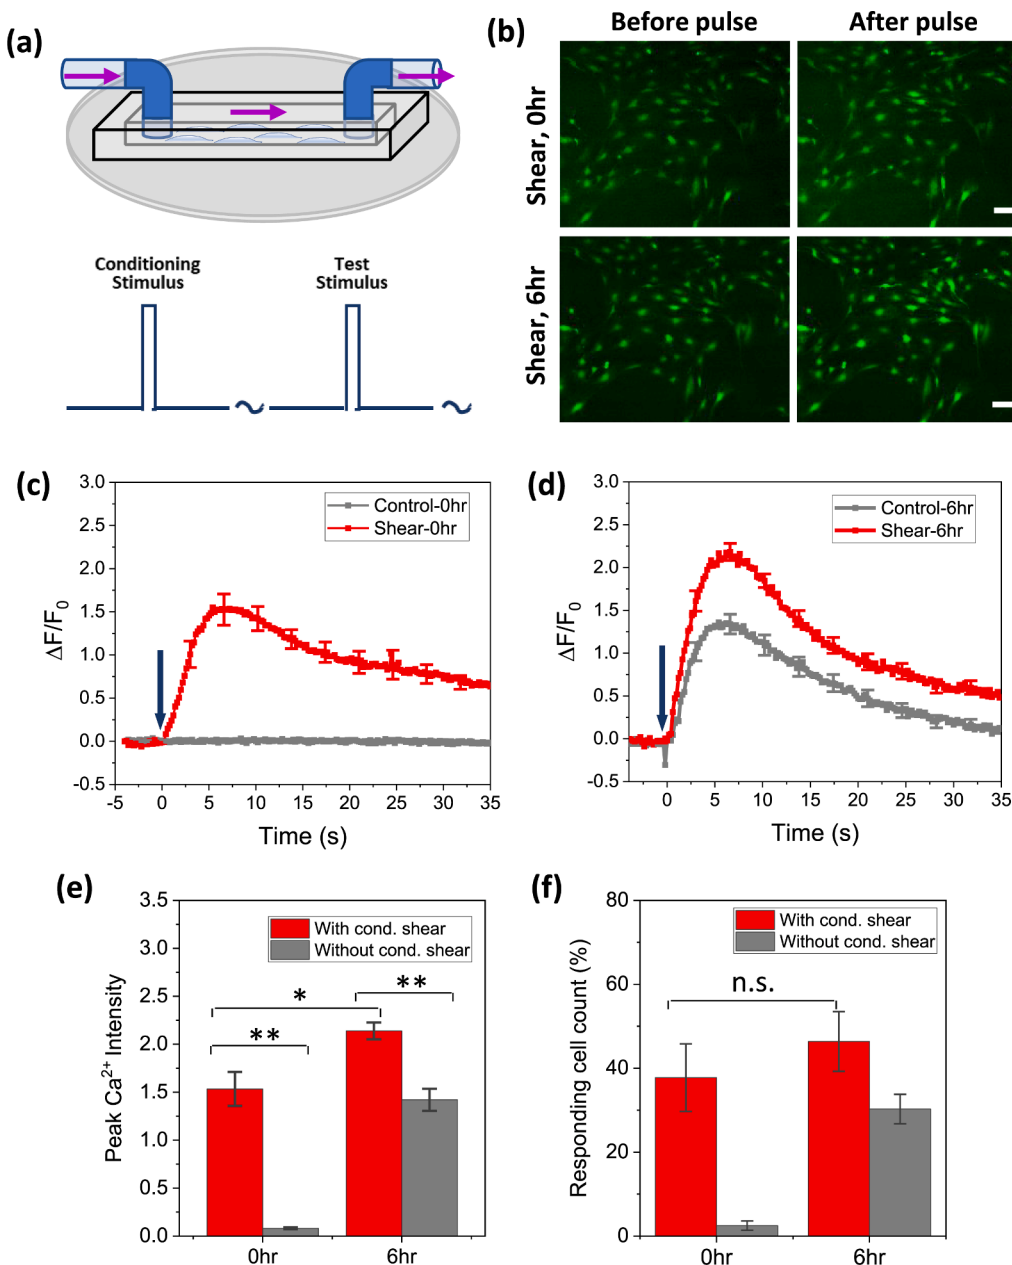 (a)
Conditioning
Stimulus
Test
Stimulus
(b)
Before pulse
After pulse
Shear, 0hr
Shear, 6hr
(c)
ΔF/F0
3.0
2.5
2.0
1.5
1.0
0.5
0.0
-0.5
Control-0hr
Shear-0hr
-5
0
5
10
15
20
25
30
35
Time (s)
(d)
ΔF/F0
3.0
2.5
2.0
1.5
1.0
0.5
0.0
-0.5
Control-6hr
Shear-6hr
0
5
10
15
20
25
30
35
Time (s)
(e)
Peak Ca2+ Intensity
3.5
3.0
2.5
2.0
1.5
1.0
0.5
0.0
With cond. shear
Without cond. shear
*
**
**
0hr
6hr
(f)
Responding cell count (%)
80
60
40
20
0
With cond. shear
Without cond. shear
n.s.
0hr
6hr